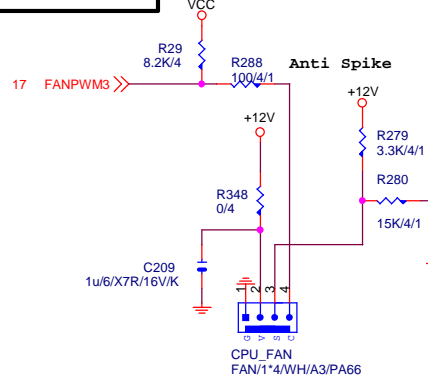 VCC
R29
8.2K/4
R288
100/4/1
Anti Spike
17 FANPWM3
+12V
+12V
R279
3.3K/4/1
R280
15K/4/1
R348
0/4
C209
1u/6/X7R/16V/K
1 2 3 4
G V S C
CPU_FAN
FAN/1*4/WH/A3/PA66